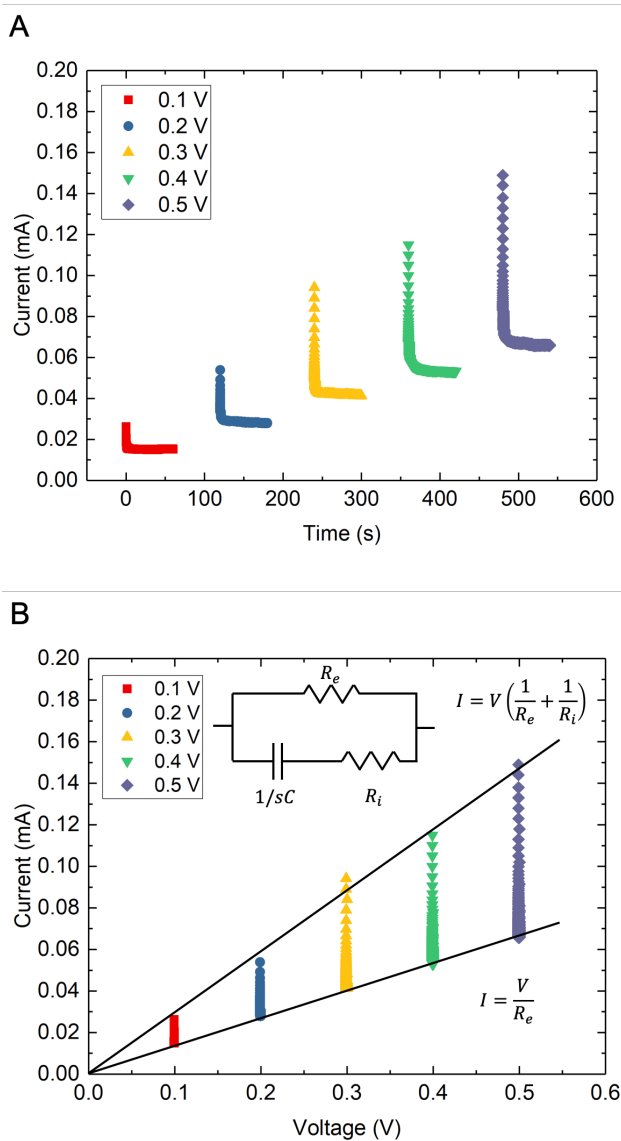 A
0.20
0.18
0.16
0.14
0.12
0.10
0.08
0.06
0.04
0.02
0.00
Current (mA)
0.1 V
0.2 V
0.3 V
0.4 V
0.5 V
0 100 200 300 400 500 600
Time (s)
B
0.20
0.18
0.16
0.14
0.12
0.10
0.08
0.06
0.04
0.02
0.00
Current (mA)
0.1 V
0.2 V
0.3 V
0.4 V
0.5 V
R_e
1/sC
R_i
I = V(1/R_e + 1/R_i)
I = V/R_e
0.0 0.1 0.2 0.3 0.4 0.5 0.6
Voltage (V)